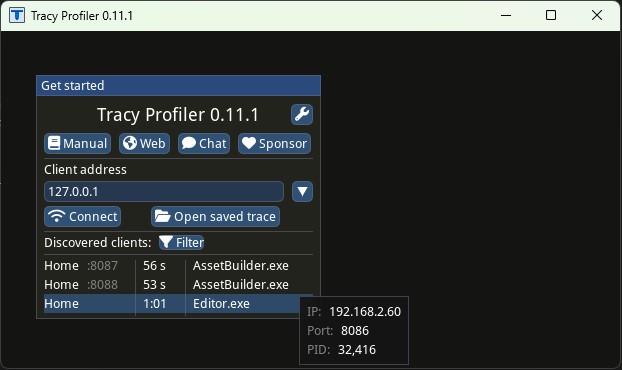 Tracy Profiler 0.11.1
Get started
Tracy Profiler 0.11.1
Manual Web Chat Sponsor
Client address
127.0.0.1
Connect Open saved trace
Discovered clients: Filter
Home :8087 56 s AssetBuilder.exe
Home :8088 53 s AssetBuilder.exe
Home 1:01 Editor.exe
IP: 192.168.2.60
Port: 8086
PID: 32,416